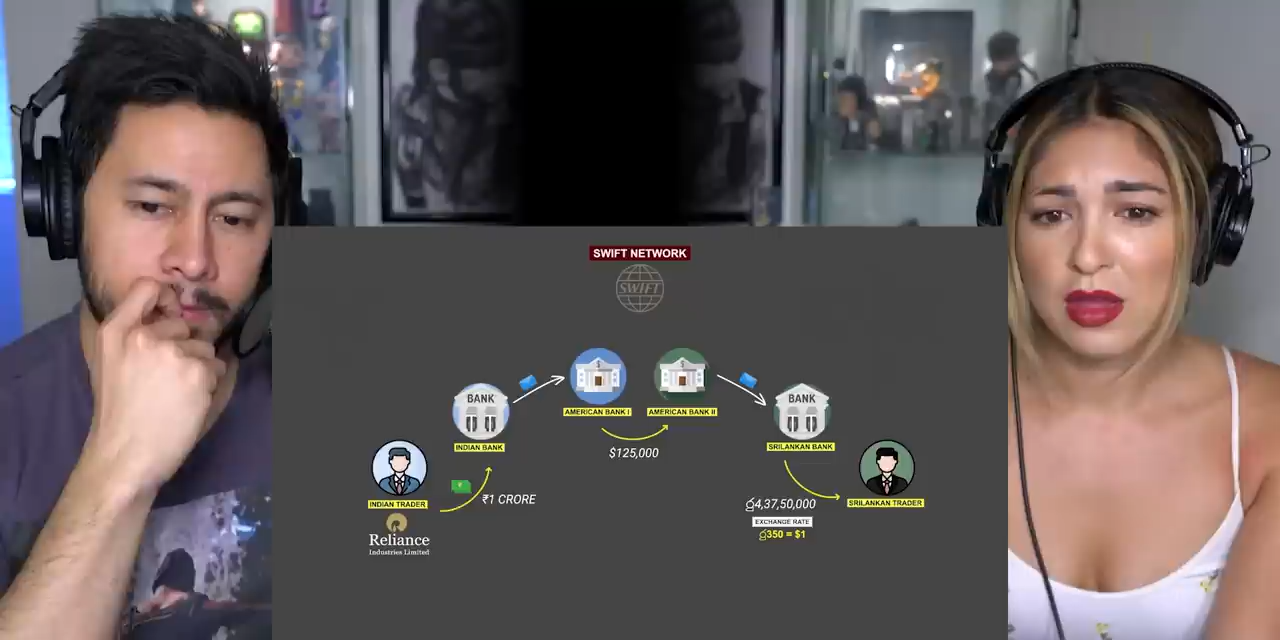 SWIFT NETWORK
SWIFT
BANK
BANK
AMERICAN BANK I
AMERICAN BANK II
INDIAN BANK
SRILANKAN BANK
$125,000
INDIAN TRADER
₹1 CRORE
රු4,37,50,000
SRILANKAN TRADER
EXCHANGE RATE
රු350 = $1
Reliance
Industries Limited